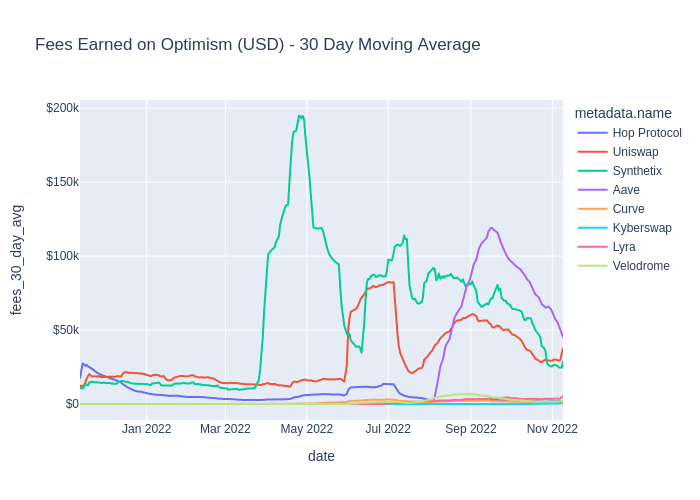 Fees Earned on Optimism (USD) - 30 Day Moving Average
metadata.name
Hop Protocol
Uniswap
Synthetix
Aave
Curve
Kyberswap
Lyra
Velodrome
fees_30_day_avg
$200k
$150k
$100k
$50k
$0
Jan 2022
Mar 2022
May 2022
Jul 2022
Sep 2022
Nov 2022
date